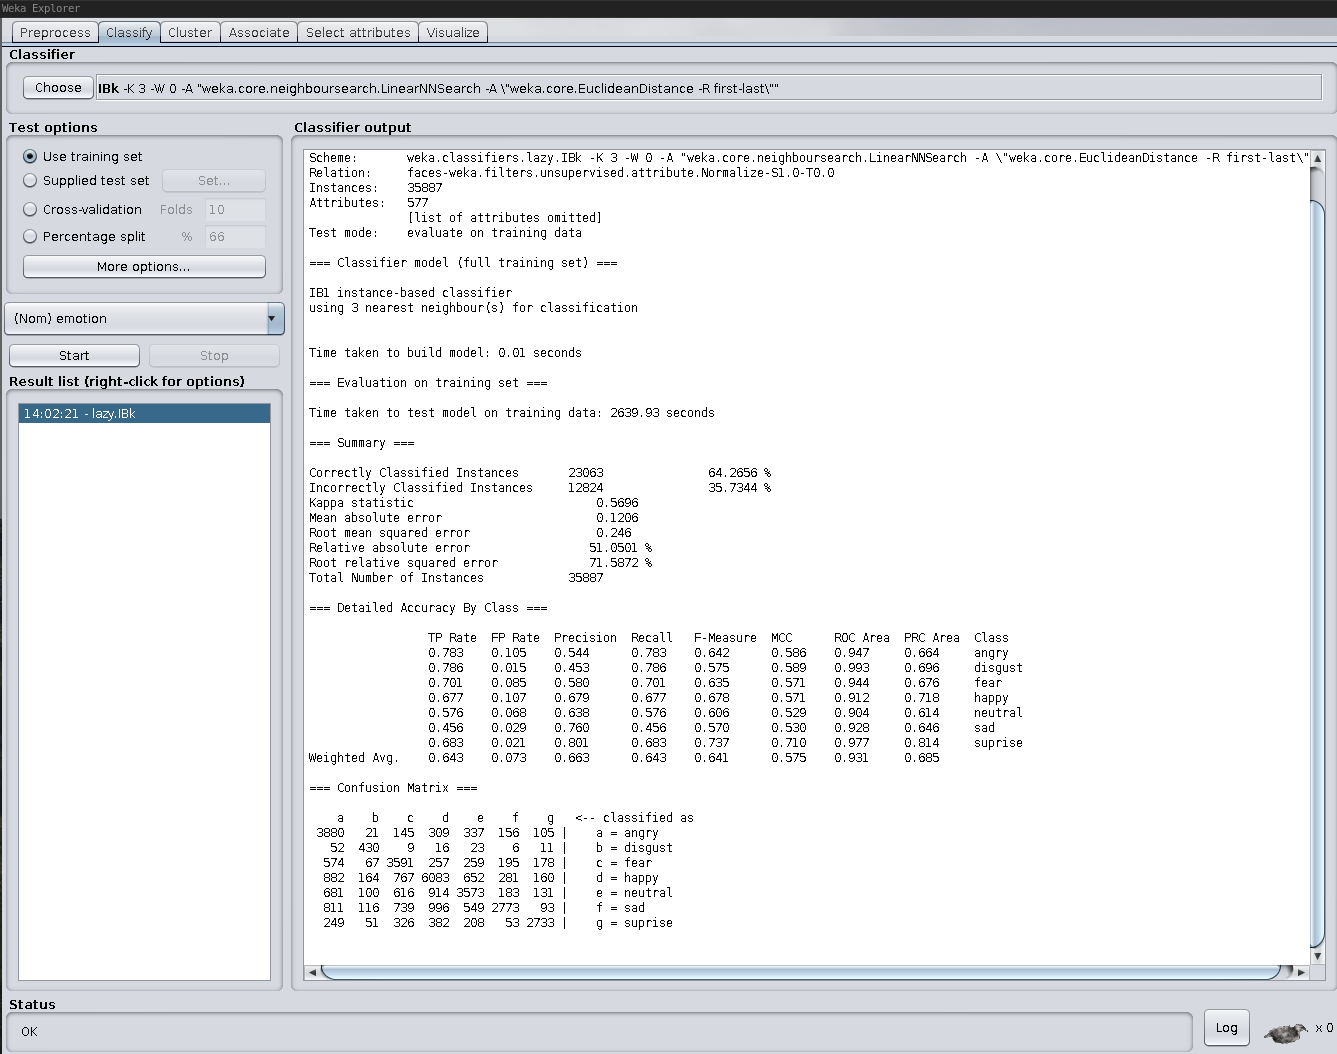 Weka Explorer
Preprocess Classify Cluster Associate Select attributes Visualize
Classifier
Choose IBk -K 3 -W 0 -A "weka.core.neighboursearch.LinearNNSearch -A \"weka.core.EuclideanDistance -R first-last\""
Test options
Use training set
Supplied test set Set...
Cross-validation Folds 10
Percentage split % 66
More options...
(Nom) emotion
Start Stop
Result list (right-click for options)
14:02:21 - lazy.IBk
Classifier output
Scheme: weka.classifiers.lazy.IBk -K 3 -W 0 -A "weka.core.neighboursearch.LinearNNSearch -A \"weka.core.EuclideanDistance -R first-last\"
Relation: faces-weka.filters.unsupervised.attribute.Normalize-S1.0-T0.0
Instances: 35887
Attributes: 577
[list of attributes omitted]
Test mode: evaluate on training data
=== Classifier model (full training set) ===
IB1 instance-based classifier
using 3 nearest neighbour(s) for classification
Time taken to build model: 0.01 seconds
=== Evaluation on training set ===
Time taken to test model on training data: 2639.93 seconds
=== Summary ===
Correctly Classified Instances 23063 64.2656 %
Incorrectly Classified Instances 12824 35.7344 %
Kappa statistic 0.5696
Mean absolute error 0.1206
Root mean squared error 0.246
Relative absolute error 51.0501 %
Root relative squared error 71.5872 %
Total Number of Instances 35887
=== Detailed Accuracy By Class ===
TP Rate FP Rate Precision Recall F-Measure MCC ROC Area PRC Area Class
0.783 0.105 0.544 0.783 0.642 0.586 0.947 0.664 angry
0.786 0.015 0.453 0.786 0.575 0.589 0.993 0.696 disgust
0.701 0.085 0.580 0.701 0.635 0.571 0.944 0.676 fear
0.677 0.107 0.679 0.677 0.678 0.571 0.912 0.718 happy
0.576 0.068 0.638 0.576 0.606 0.529 0.904 0.614 neutral
0.456 0.029 0.760 0.456 0.570 0.530 0.928 0.646 sad
0.683 0.021 0.801 0.683 0.737 0.710 0.977 0.814 suprise
Weighted Avg. 0.643 0.073 0.663 0.643 0.641 0.575 0.931 0.685
=== Confusion Matrix ===
a b c d e f g <-- classified as
3880 21 145 309 337 156 105 | a = angry
52 430 9 16 23 6 11 | b = disgust
574 67 3591 257 259 195 178 | c = fear
882 164 767 6083 652 281 160 | d = happy
681 100 616 914 3573 183 131 | e = neutral
811 116 739 996 549 2773 93 | f = sad
249 51 326 382 208 53 2733 | g = suprise
Status
OK
Log
x 0